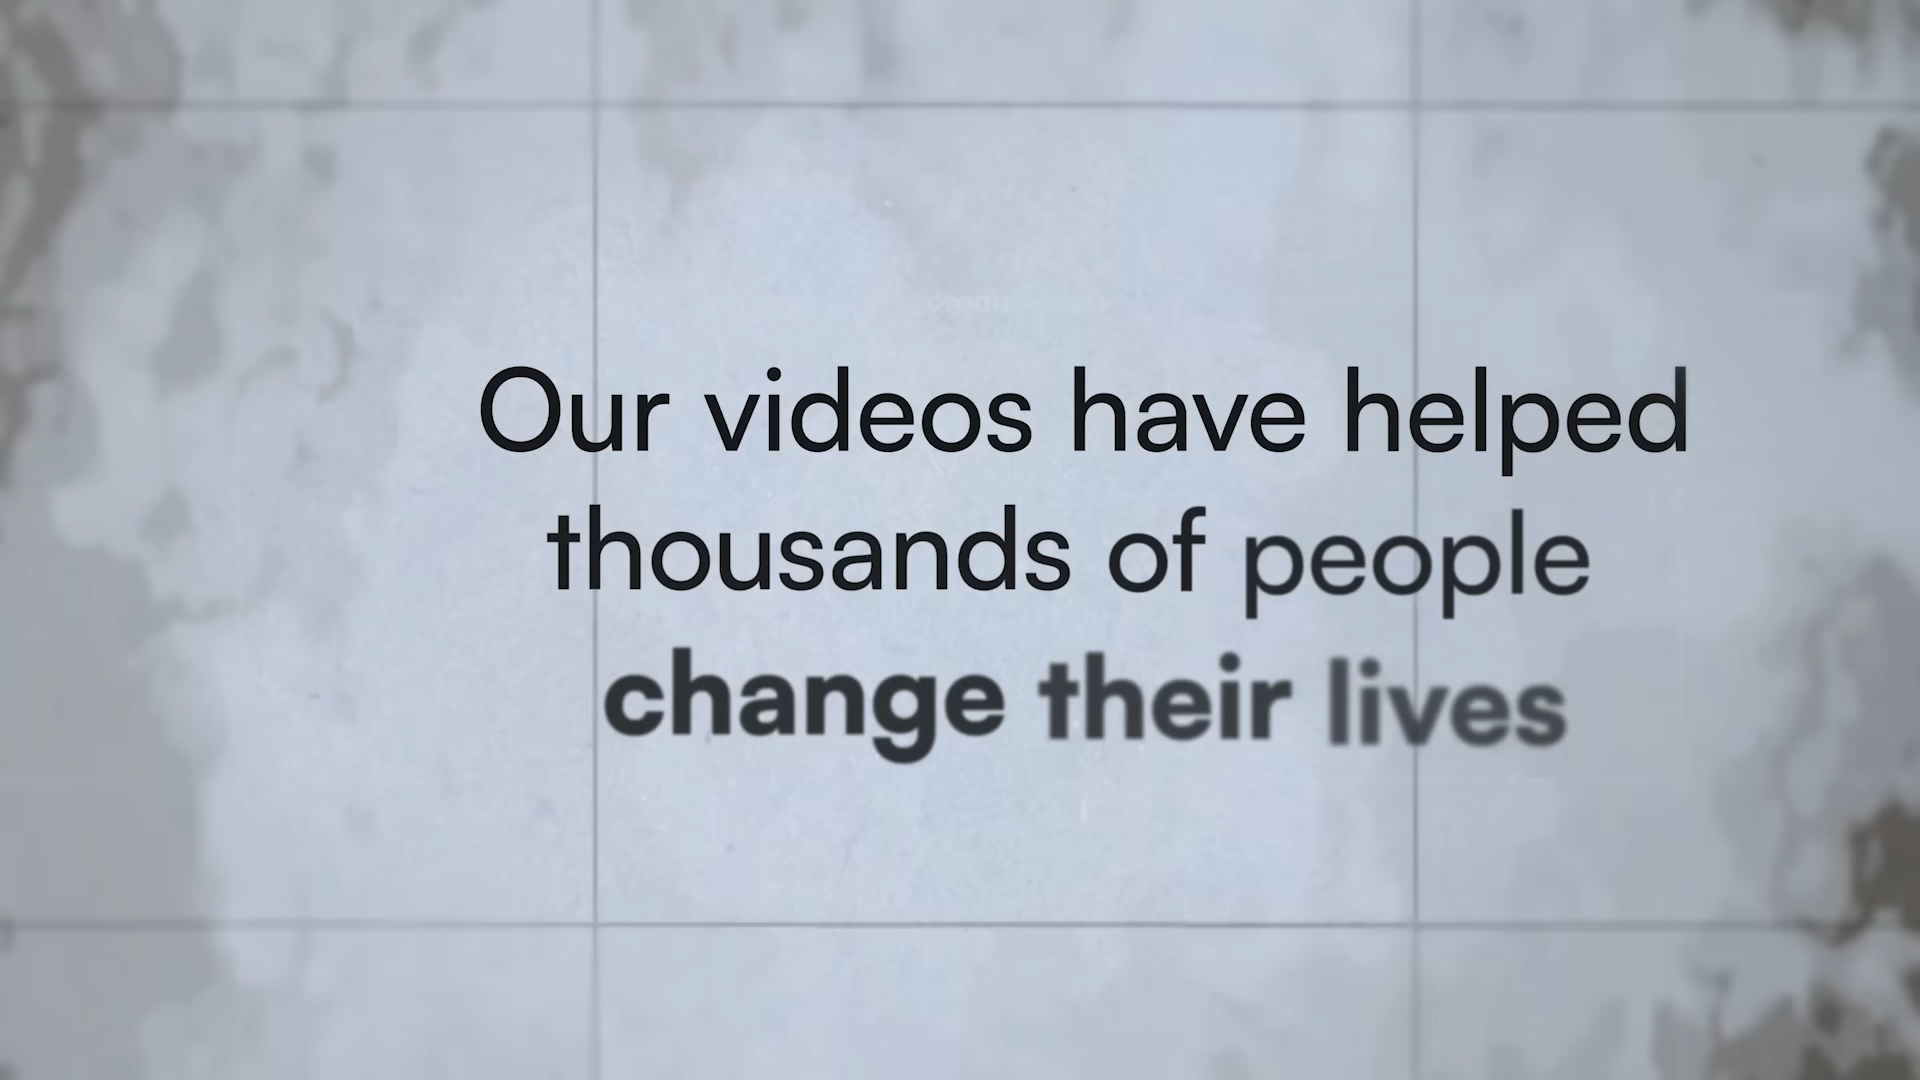 Our videos have helped
thousands of people
change their lives